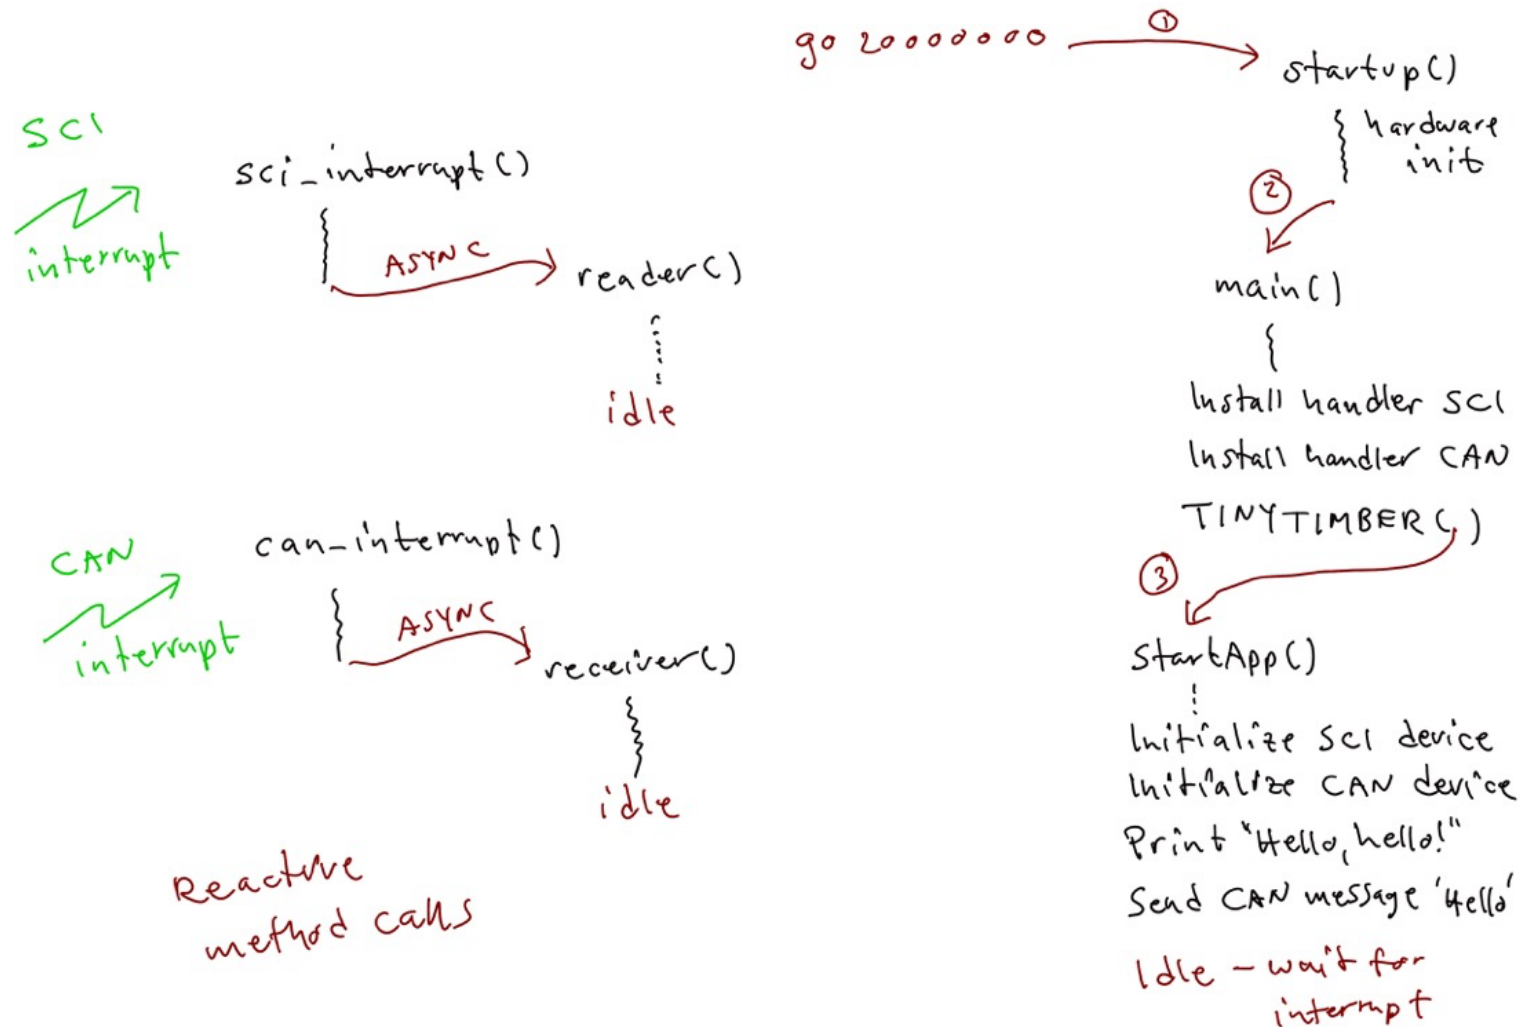 go 20000000
①
startup()
hardware
init
②
main()
Install handler SCI
Install handler CAN
TINYTIMBER()
③
startApp()
Initialize SCI device
Initialize CAN device
Print "Hello, hello!"
Send CAN message 'Hello'
Idle – wait for
interrupt
SCI
interrupt
sci_interrupt()
ASYNC
reader()
idle
CAN
interrupt
can_interrupt()
ASYNC
receiver()
idle
Reactive
method calls